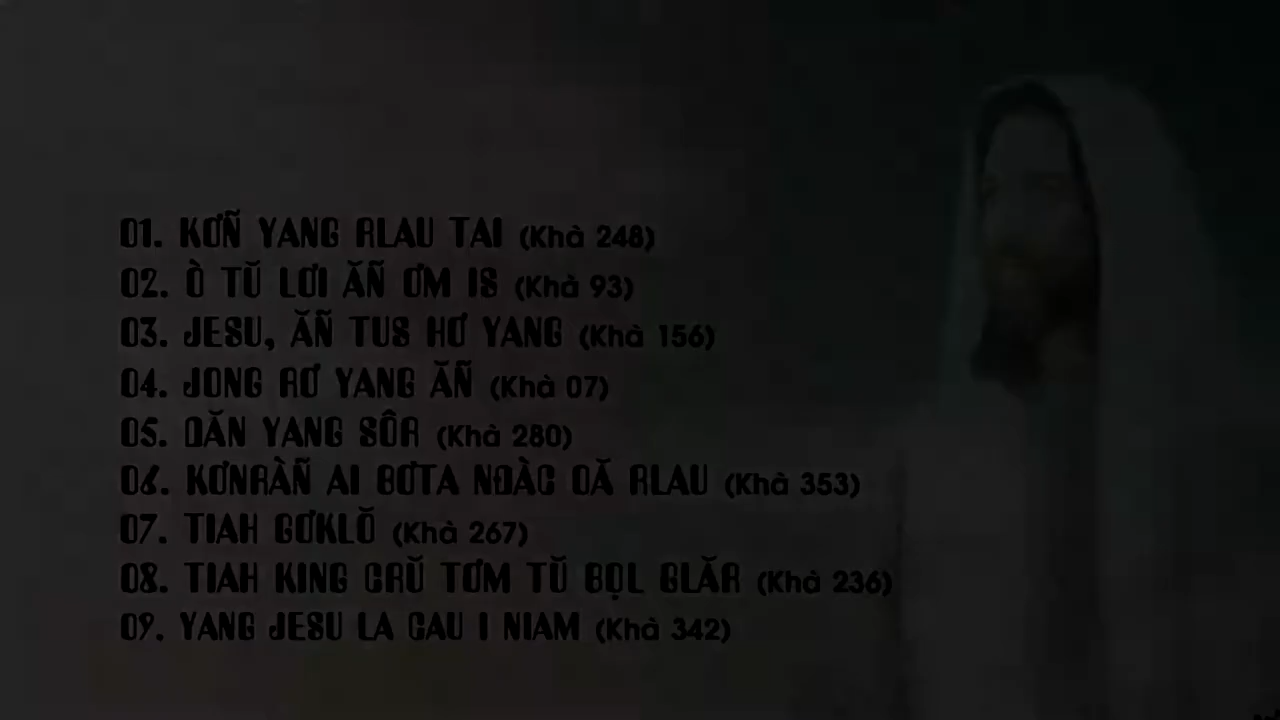 01. KƠÑ YANG RLAU TAI (Khà 248)
02. Ò TŬ LƠI ĂÑ ƠM IS (Khà 93)
03. JESU, ĂÑ TUS HƠ YANG (Khà 156)
04. JONG RƠ YANG ĂÑ (Khà 07)
05. DĂN YANG SÔR (Khà 280)
06. KƠNRÀÑ AI BƠTA NĐÀC OĂ RLAU (Khà 353)
07. TIAH GƠKLŎ (Khà 267)
08. TIAH KING CRŬ TƠM TŬ BỌL GLĂR (Khà 236)
09. YANG JESU LA CAU I NIAM (Khà 342)